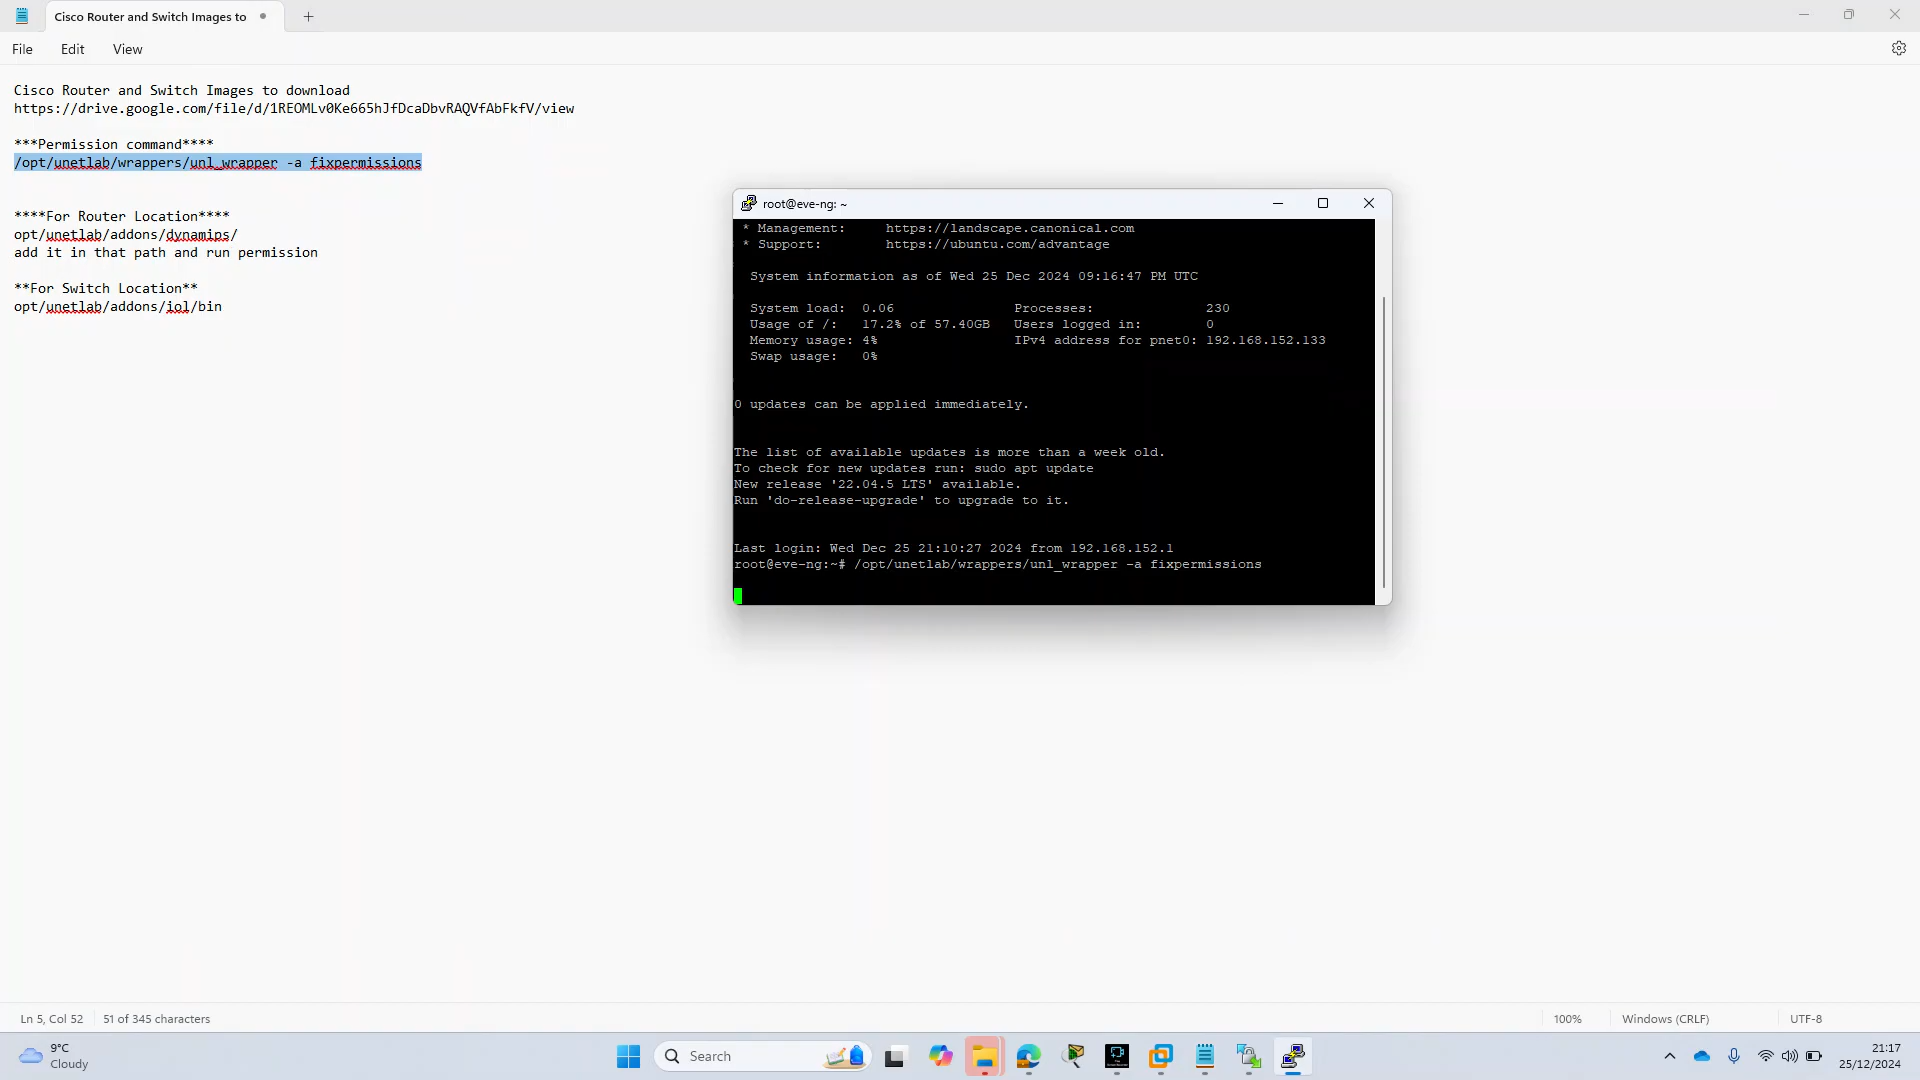 Cisco Router and Switch Images to
File
Edit
View
Cisco Router and Switch Images to download
https://drive.google.com/file/d/1REOMLv0Ke665hJfDcaDbvRAQVfAbFkfV/view
***Permission command****
/opt/unetlab/wrappers/unl_wrapper -a fixpermissions
****For Router Location****
opt/unetlab/addons/dynamips/
add it in that path and run permission
**For Switch Location**
opt/unetlab/addons/iol/bin
root@eve-ng: ~
* Management: https://landscape.canonical.com
* Support: https://ubuntu.com/advantage
System information as of Wed 25 Dec 2024 09:16:47 PM UTC
System load: 0.06 Processes: 230
Usage of /: 17.2% of 57.40GB Users logged in: 0
Memory usage: 4% IPv4 address for pnet0: 192.168.152.133
Swap usage: 0%
0 updates can be applied immediately.
The list of available updates is more than a week old.
To check for new updates run: sudo apt update
New release '22.04.5 LTS' available.
Run 'do-release-upgrade' to upgrade to it.
Last login: Wed Dec 25 21:10:27 2024 from 192.168.152.1
root@eve-ng:~# /opt/unetlab/wrappers/unl_wrapper -a fixpermissions
Ln 5, Col 52
51 of 345 characters
100%
Windows (CRLF)
UTF-8
9°C
Cloudy
Search
21:17
25/12/2024